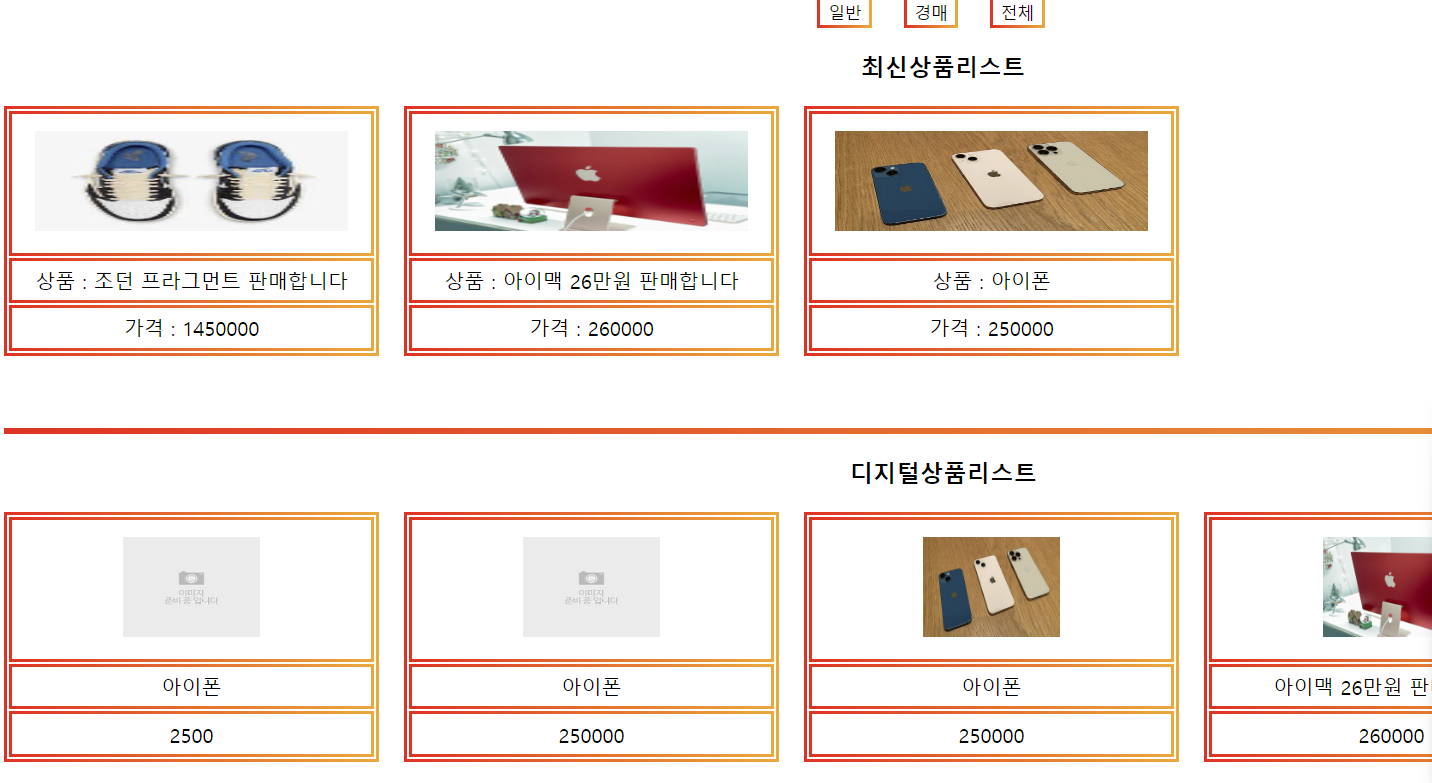 일반 경매 전체
최신상품리스트
상품 : 조던 프라그먼트 판매합니다 상품 : 아이맥 26만원 판매합니다 상품 : 아이폰
가격 : 1450000 가격 : 260000 가격 : 250000
디지털상품리스트
이미지 이미지
준비 중 입니다 준비 중 입니다
아이폰 아이폰 아이폰 아이맥 26만원 판
2500 250000 250000 260000